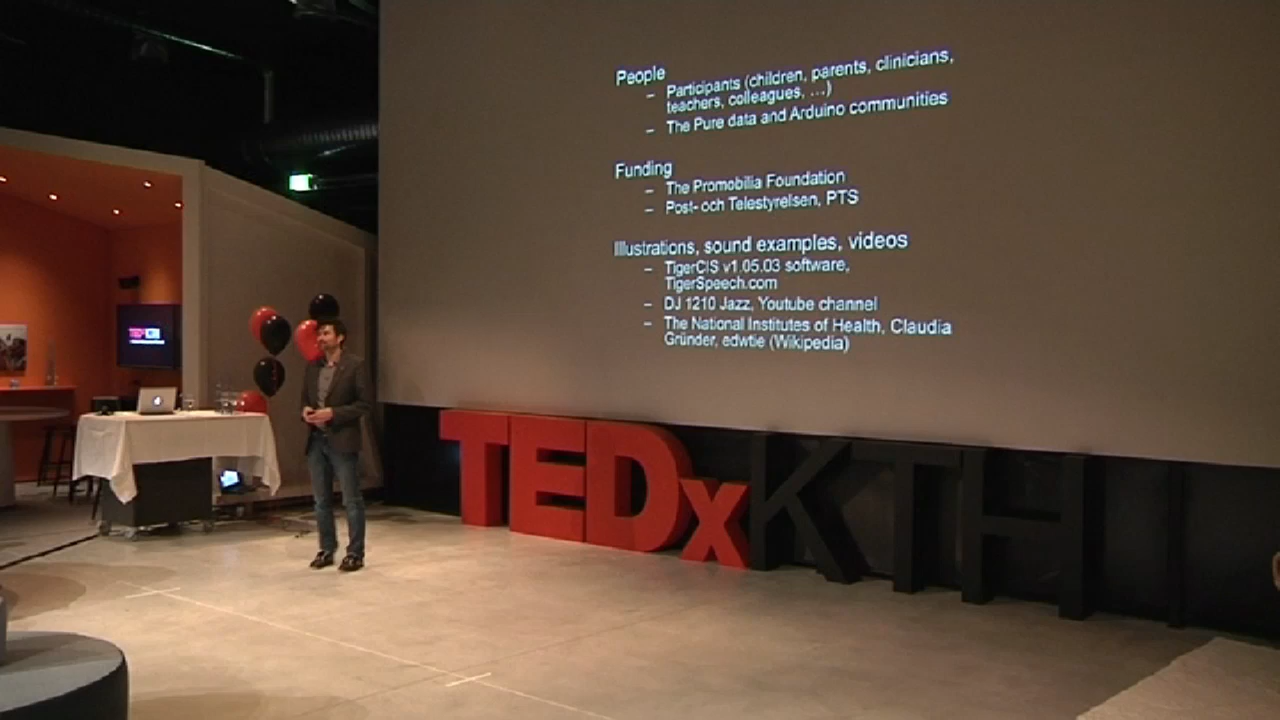 People
– Participants (children, parents, clinicians,
teachers, colleagues, ...)
– The Pure data and Arduino communities
Funding
– The Promobilia Foundation
– Post- och Telestyrelsen, PTS
Illustrations, sound examples, videos
– TigerCIS v1.05.03 software,
TigerSpeech.com
– DJ 1210 Jazz, Youtube channel
– The National Institutes of Health, Claudia
Gründer, edwtie (Wikipedia)
TEDxKTH